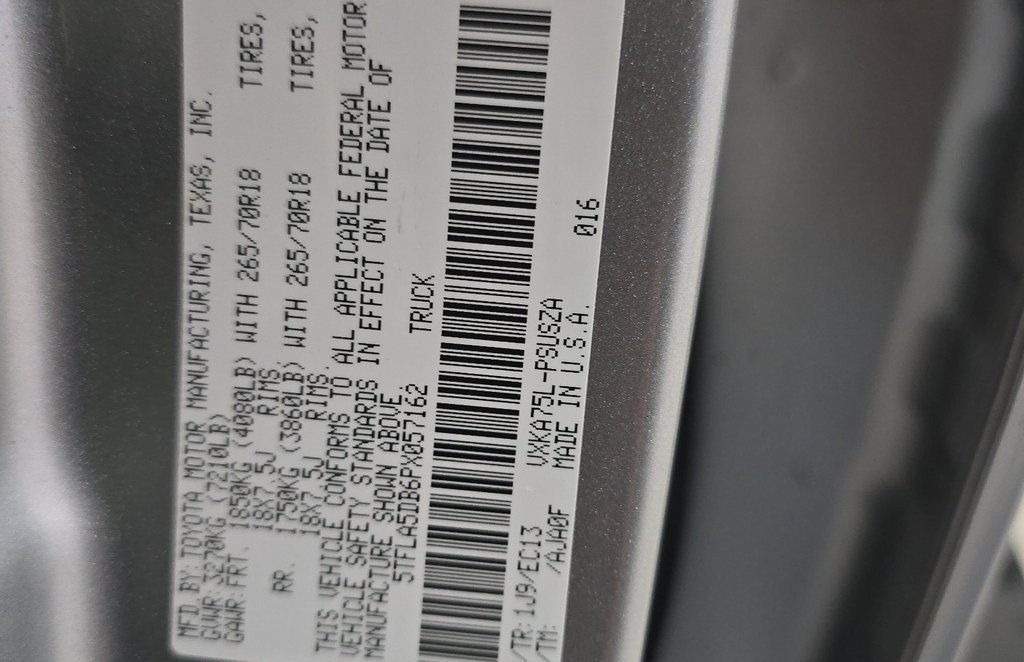 MFD. BY: TOYOTA MOTOR MANUFACTURING, TEXAS, INC.
GVWR: 3270KG (7210LB)
GAWR: FRT. 1850KG (4080LB) WITH 265/70R18 TIRES,
18X7.5J RIMS.
RR. 1750KG (3860LB) WITH 265/70R18 TIRES,
18X7.5J RIMS.
THIS VEHICLE CONFORMS TO ALL APPLICABLE FEDERAL MOTOR
VEHICLE SAFETY STANDARDS IN EFFECT ON THE DATE OF
MANUFACTURE SHOWN ABOVE.
5TFLA5DB6PX057162 TRUCK
/TR: 1J9/EC13 VXKA75L-PSUSZA 016
/TM: /AJA0F MADE IN U.S.A.